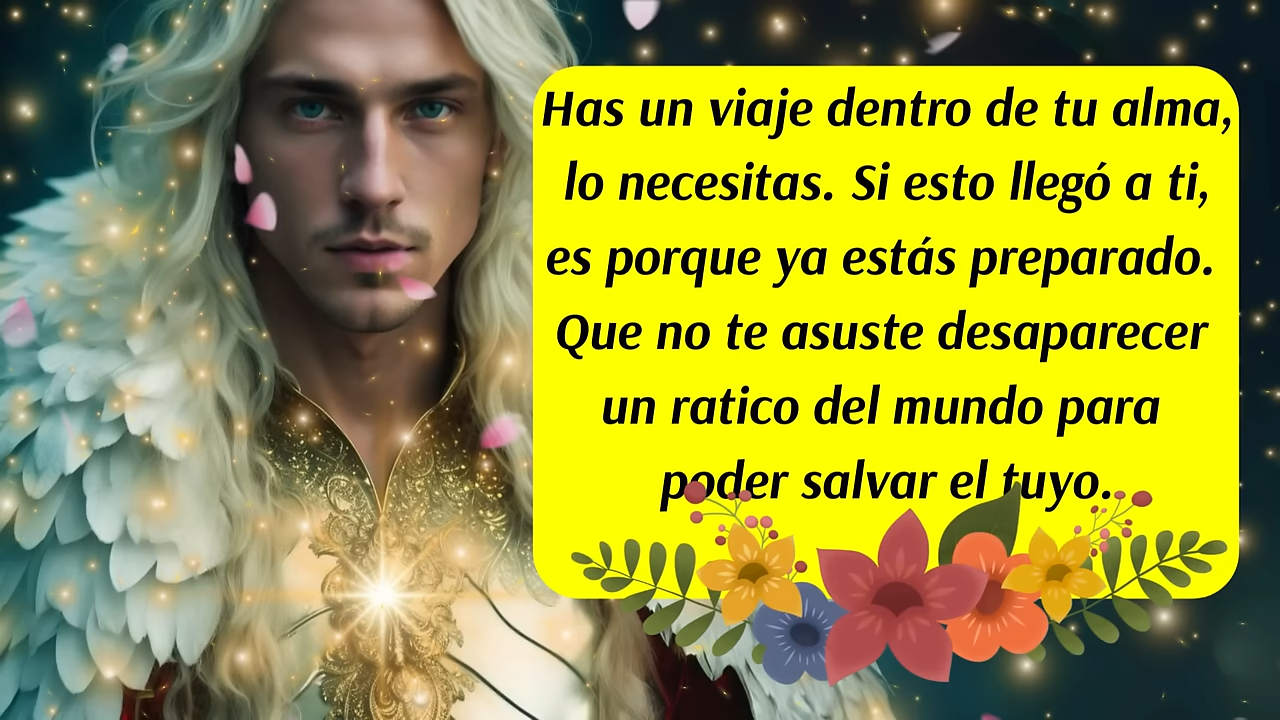 Has un viaje dentro de tu alma,
lo necesitas. Si esto llegó a ti,
es porque ya estás preparado.
Que no te asuste desaparecer
un ratico del mundo para
poder salvar el tuyo.